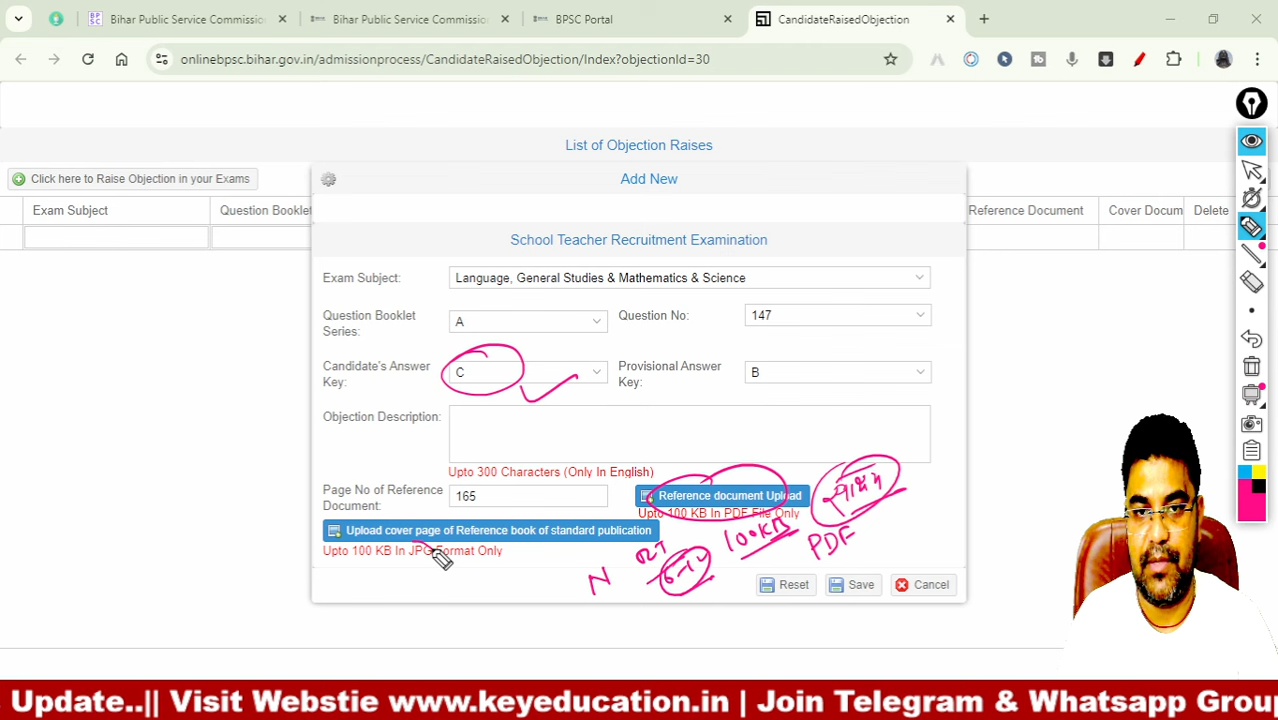 Bihar Public Service Commissio
Bihar Public Service Commissio
BPSC Portal
CandidateRaisedObjection
onlinebpsc.bihar.gov.in/admissionprocess/CandidateRaisedObjection/Index?objectionId=30
List of Objection Raises
Click here to Raise Objection in your Exams
Add New
Exam Subject
Question Booklet
Reference Document
Cover Docum
Delete
School Teacher Recruitment Examination
Exam Subject: Language, General Studies & Mathematics & Science
Question Booklet Series: A Question No: 147
Candidate's Answer Key: C Provisional Answer Key: B
Objection Description:
Upto 300 Characters (Only In English)
Page No of Reference Document: 165 Reference document Upload
Upto 100 KB In PDF File Only
100KB
PDF
Upload cover page of Reference book of standard publication
Upto 100 KB In JPG Format Only
N
6-12
Reset Save Cancel
Update..|| Visit Webstie www.keyeducation.in | Join Telegram & Whatsapp Group